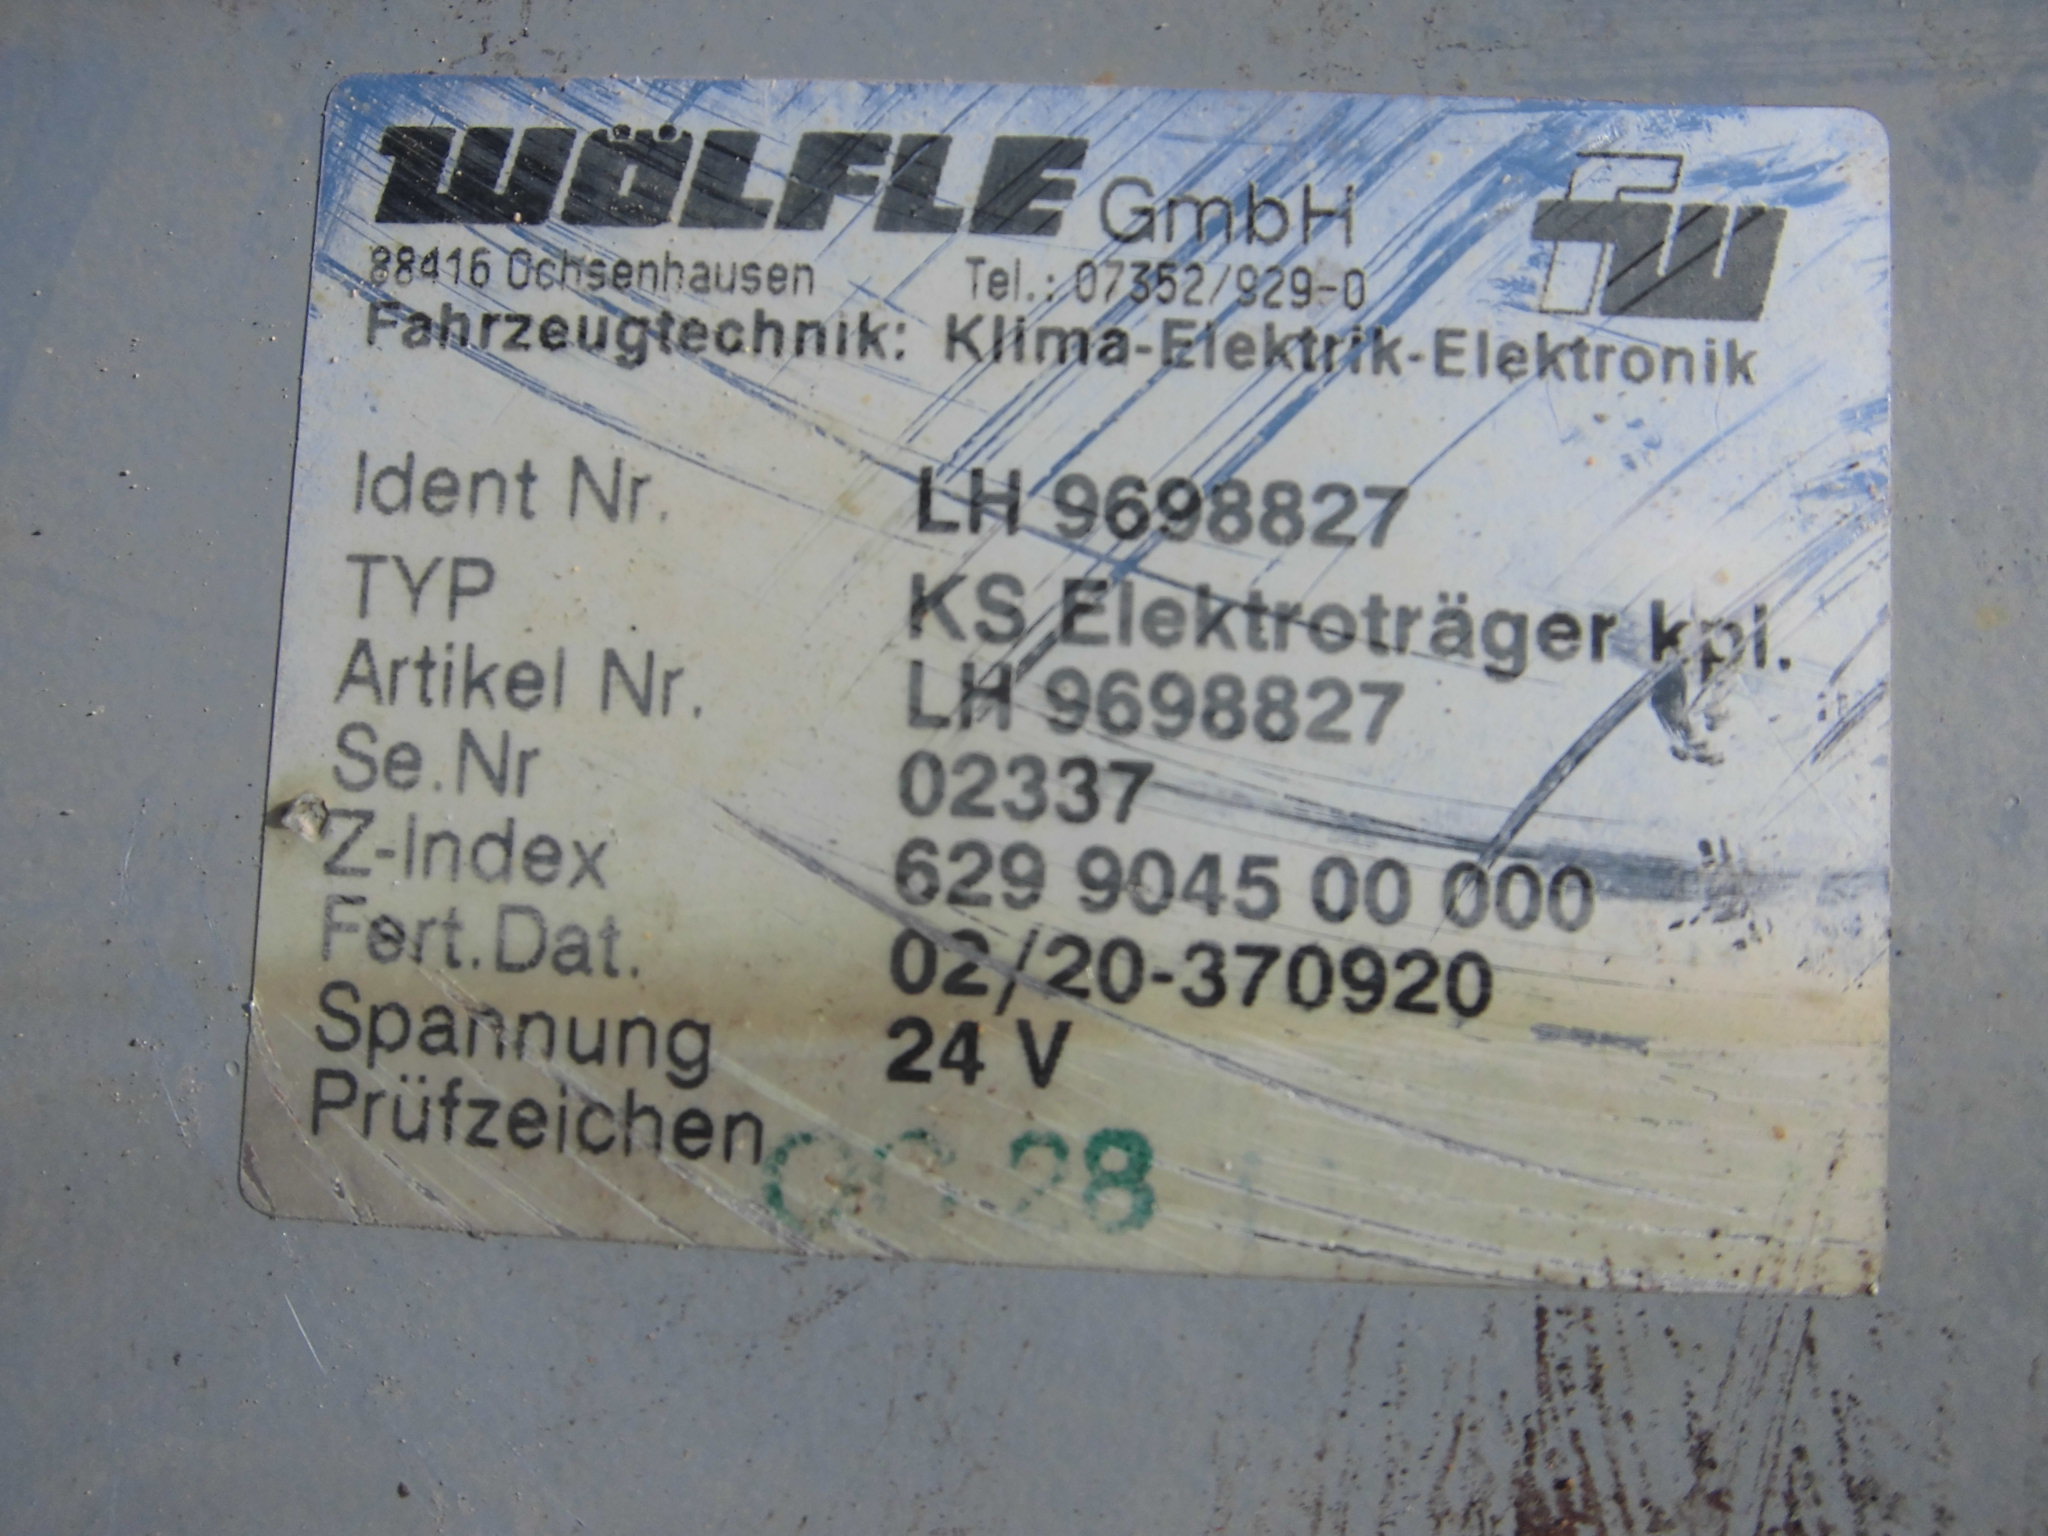 WÖLFLE GmbH
88416 Ochsenhausen Tel.: 07352/929-0
Fahrzeugtechnik: Klima-Elektrik-Elektronik
Ident Nr. LH 9698827
TYP KS Elektroträger kpl.
Artikel Nr. LH 9698827
Se.Nr 02337
Z-Index 629 9045 00 000
Fert.Dat. 02/20-370920
Spannung 24 V
Prüfzeichen 28